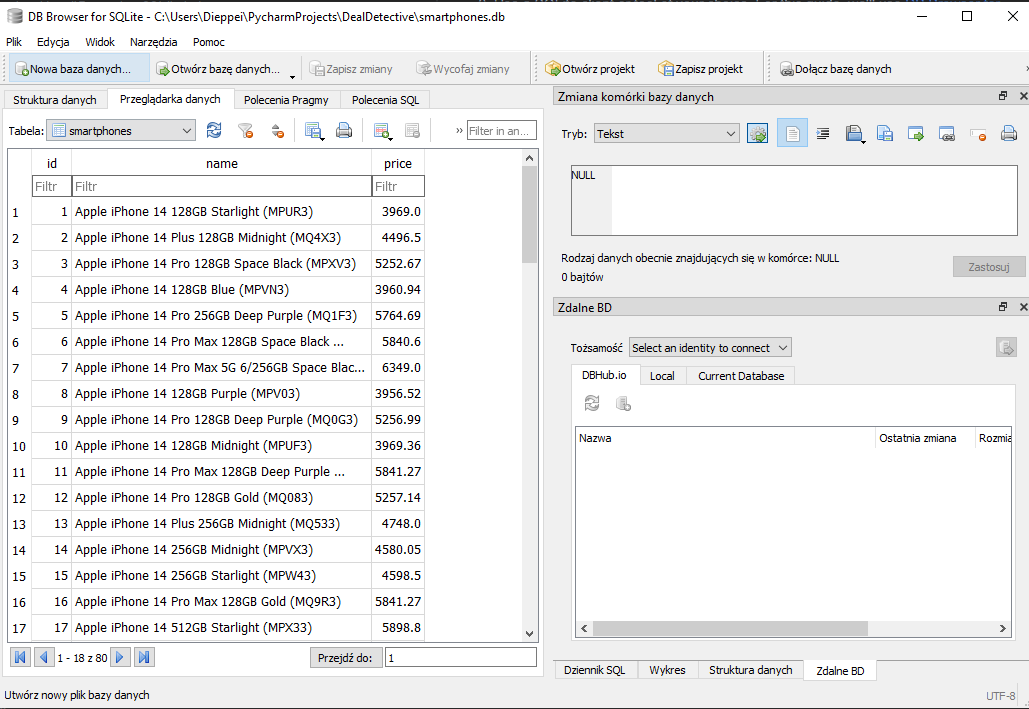 DB Browser for SQLite - C:\Users\Dieppei\PycharmProjects\DealDetective\smartphones.db
Plik Edycja Widok Narzędzia Pomoc
Nowa baza danych... Otwórz bazę danych... Zapisz zmiany Wycofaj zmiany Otwórz projekt Zapisz projekt Dołącz bazę danych
Struktura danych Przeglądarka danych Polecenia Pragmy Polecenia SQL
Tabela: smartphones » Filter in an...
id name price
Filtr Filtr Filtr
1 1 Apple iPhone 14 128GB Starlight (MPUR3) 3969.0
2 2 Apple iPhone 14 Plus 128GB Midnight (MQ4X3) 4496.5
3 3 Apple iPhone 14 Pro 128GB Space Black (MPXV3) 5252.67
4 4 Apple iPhone 14 128GB Blue (MPVN3) 3960.94
5 5 Apple iPhone 14 Pro 256GB Deep Purple (MQ1F3) 5764.69
6 6 Apple iPhone 14 Pro Max 128GB Space Black ... 5840.6
7 7 Apple iPhone 14 Pro Max 5G 6/256GB Space Blac... 6349.0
8 8 Apple iPhone 14 128GB Purple (MPV03) 3956.52
9 9 Apple iPhone 14 Pro 128GB Deep Purple (MQ0G3) 5256.99
10 10 Apple iPhone 14 128GB Midnight (MPUF3) 3969.36
11 11 Apple iPhone 14 Pro Max 128GB Deep Purple ... 5841.27
12 12 Apple iPhone 14 Pro 128GB Gold (MQ083) 5257.14
13 13 Apple iPhone 14 Plus 256GB Midnight (MQ533) 4748.0
14 14 Apple iPhone 14 256GB Midnight (MPVX3) 4580.05
15 15 Apple iPhone 14 256GB Starlight (MPW43) 4598.5
16 16 Apple iPhone 14 Pro Max 128GB Gold (MQ9R3) 5841.27
17 17 Apple iPhone 14 512GB Starlight (MPX33) 5898.8
1 - 18 z 80 Przejdź do: 1
Zmiana komórki bazy danych
Tryb: Tekst
NULL
Rodzaj danych obecnie znajdujących się w komórce: NULL
0 bajtów
Zastosuj
Zdalne BD
Tożsamość Select an identity to connect
DBHub.io Local Current Database
Nazwa Ostatnia zmiana Rozmia
Dziennik SQL Wykres Struktura danych Zdalne BD
Utwórz nowy plik bazy danych UTF-8